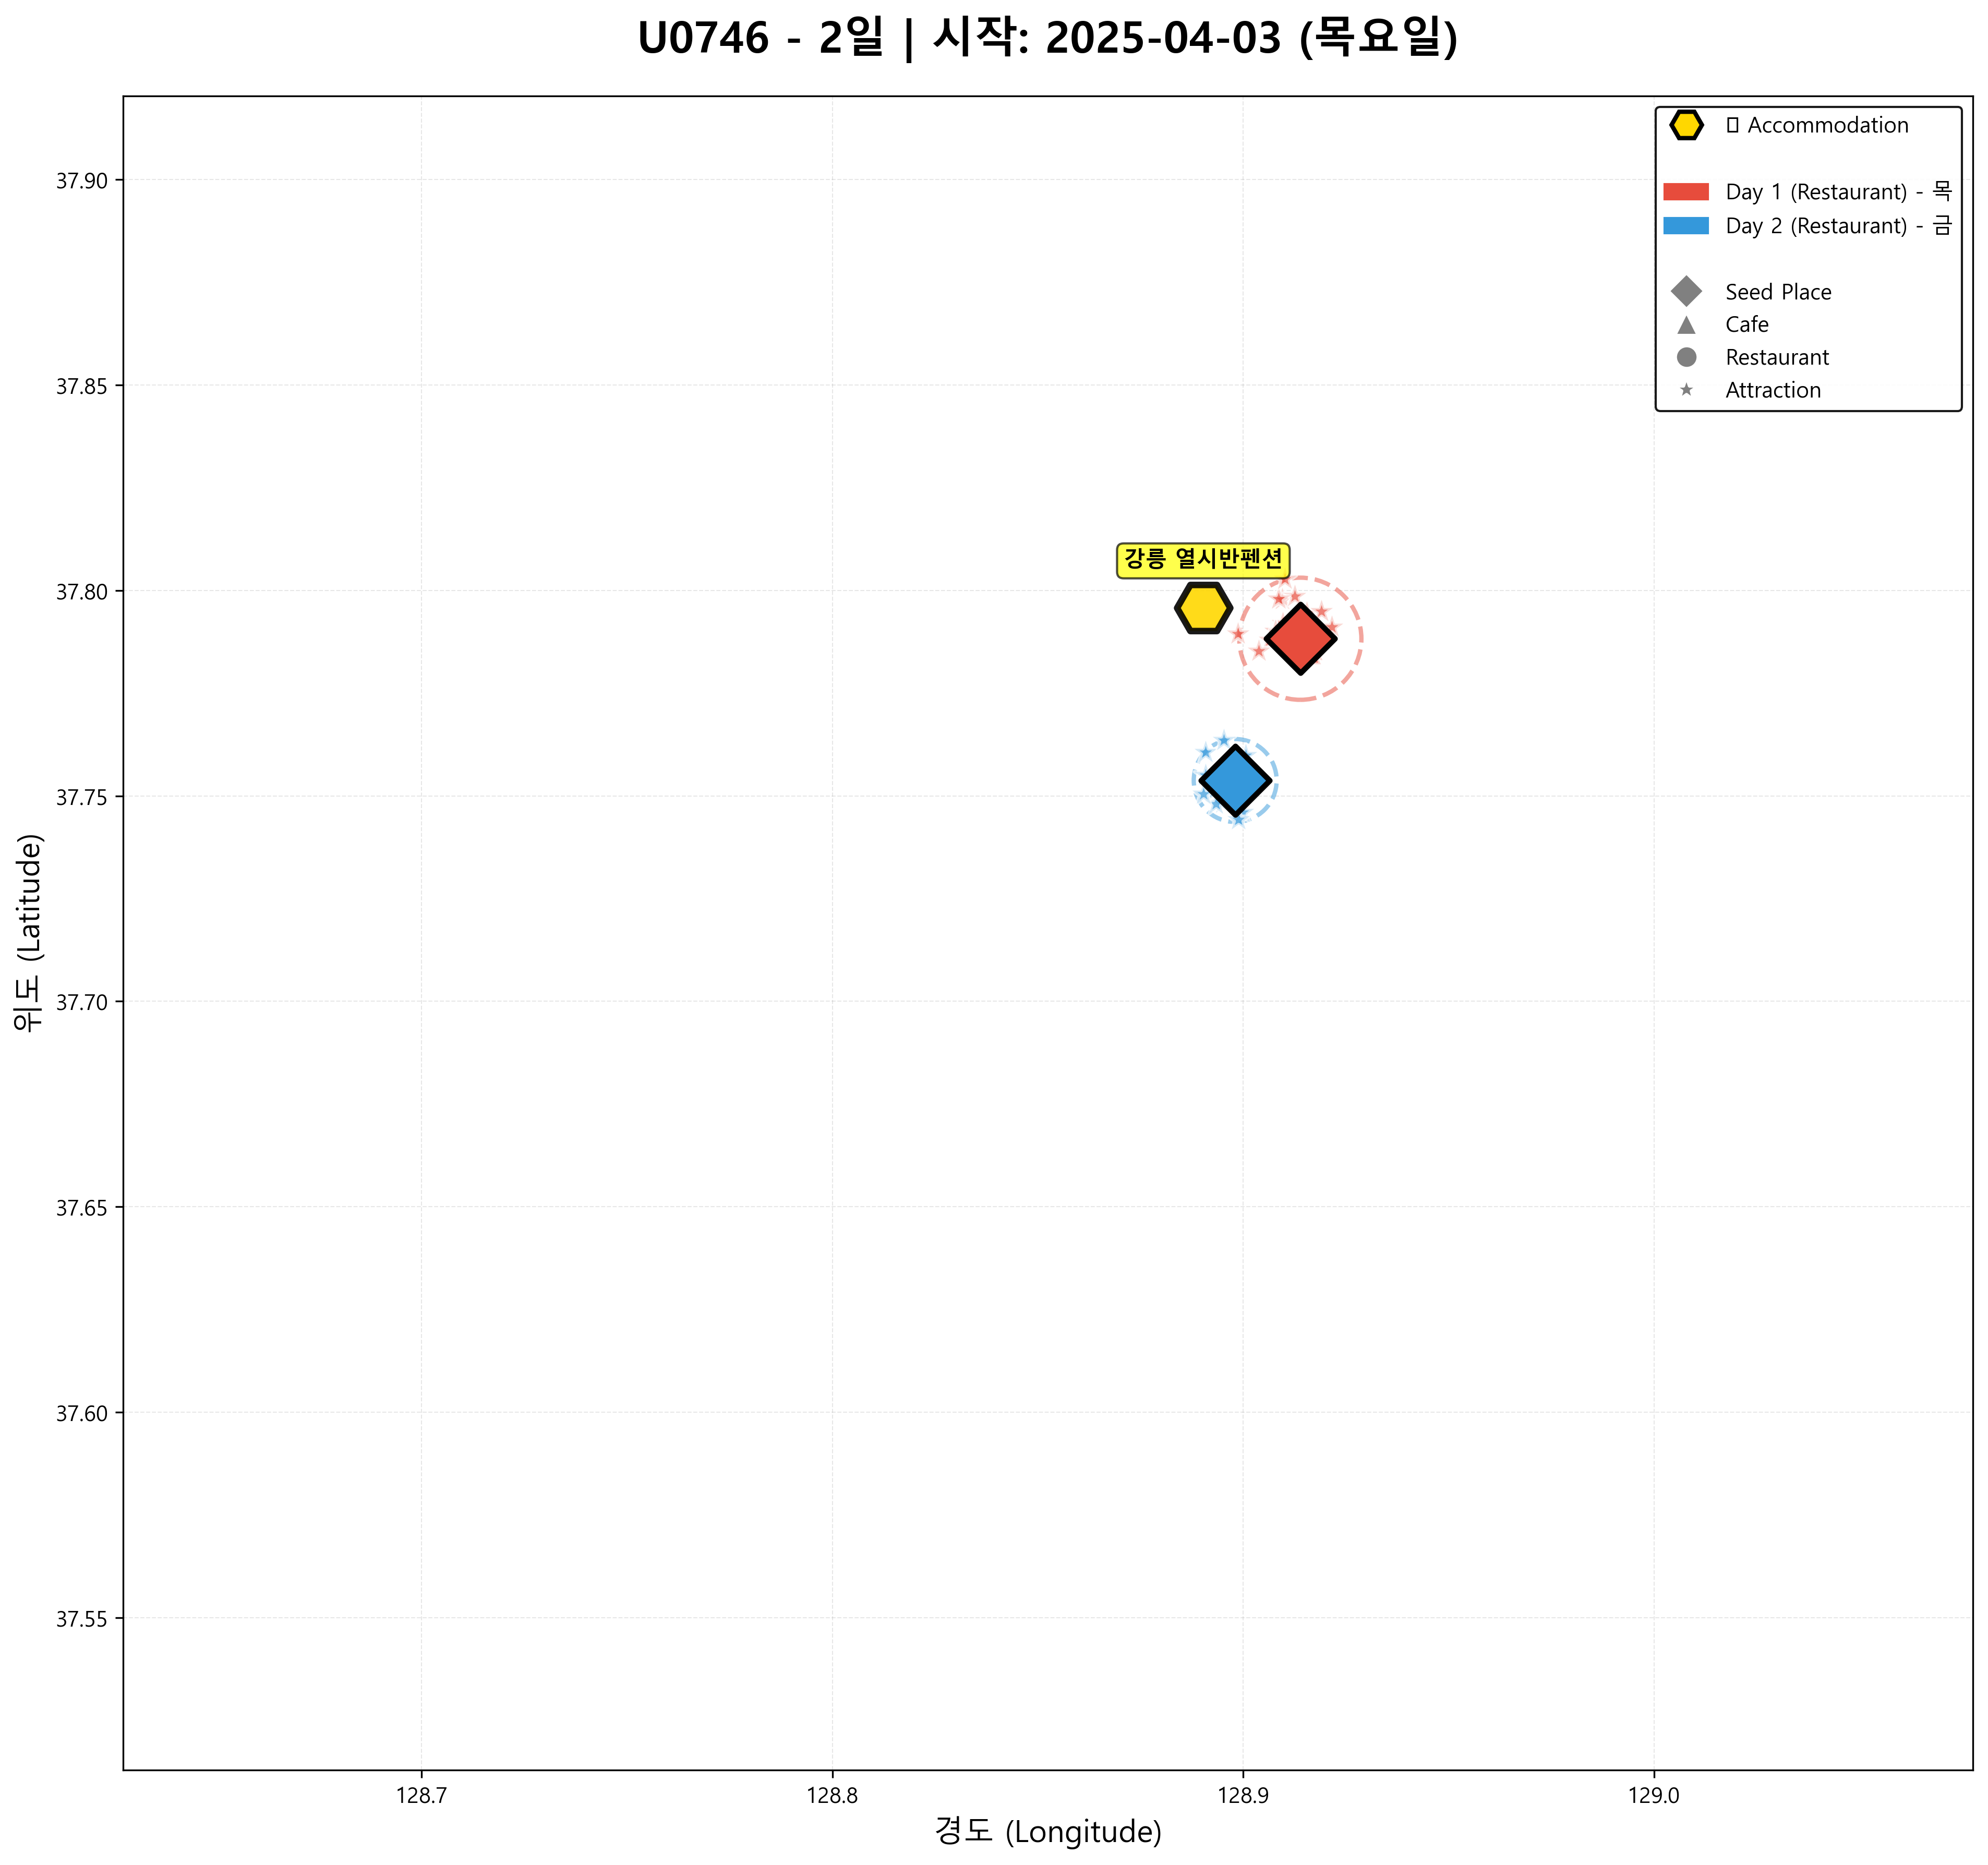 U0746 - 2일 | 시작: 2025-04-03 (목요일)
Accommodation
Day 1 (Restaurant) - 목
Day 2 (Restaurant) - 금
Seed Place
Cafe
Restaurant
Attraction
강릉 열시반펜션
위도 (Latitude)
37.90
37.85
37.80
37.75
37.70
37.65
37.60
37.55
128.7
128.8
128.9
129.0
경도 (Longitude)